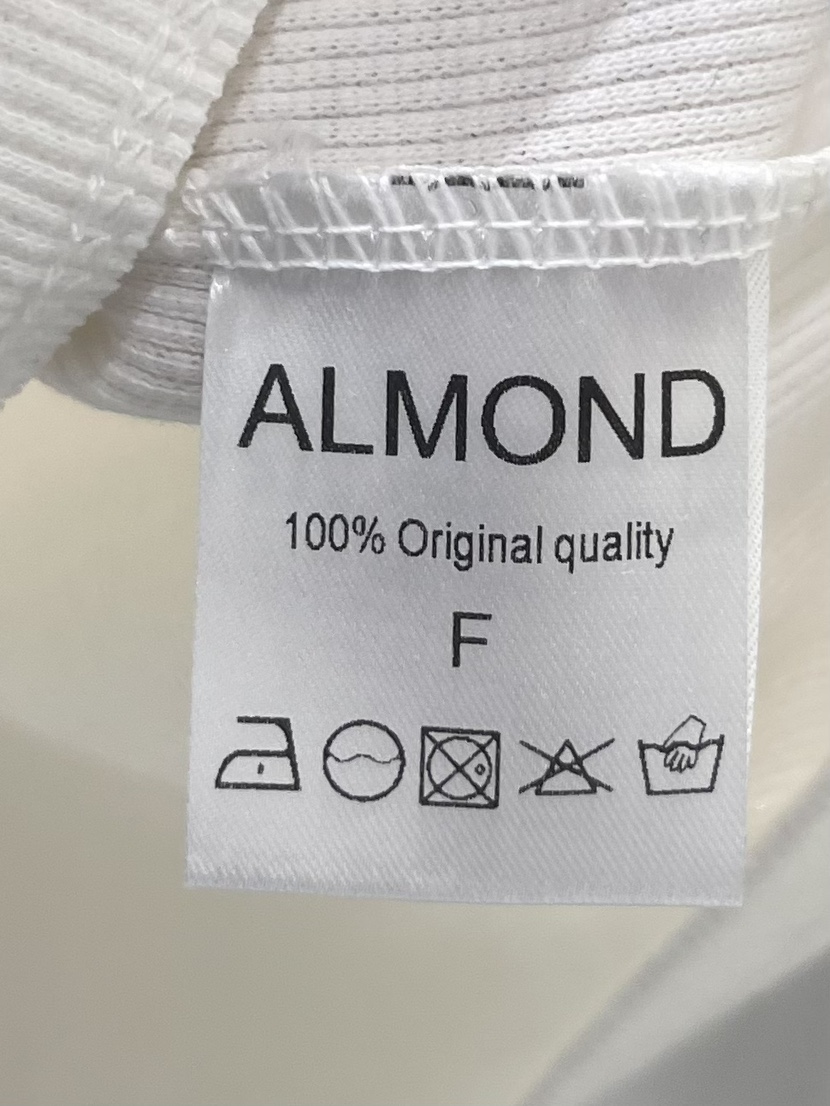 ALMOND
100% Original quality
F